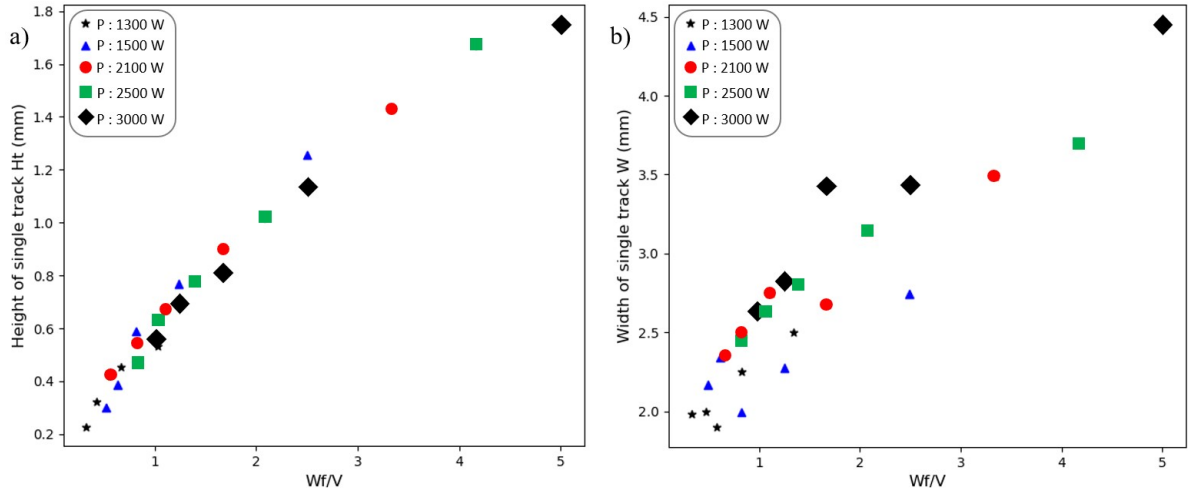 a)
P : 1300 W
P : 1500 W
P : 2100 W
P : 2500 W
P : 3000 W
Height of single track Ht (mm)
1.8
1.6
1.4
1.2
1.0
0.8
0.6
0.4
0.2
1 2 3 4 5
Wf/V
b)
P : 1300 W
P : 1500 W
P : 2100 W
P : 2500 W
P : 3000 W
Width of single track W (mm)
4.5
4.0
3.5
3.0
2.5
2.0
1 2 3 4 5
Wf/V